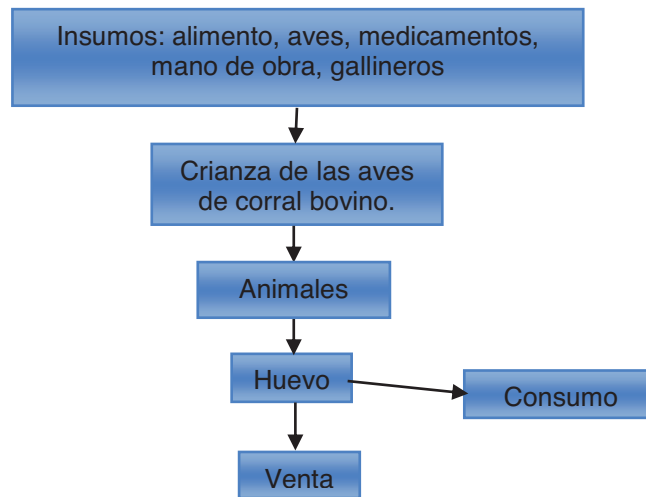 Insumos: alimento, aves, medicamentos,
mano de obra, gallineros
Crianza de las aves
de corral bovino.
Animales
Huevo
Consumo
Venta